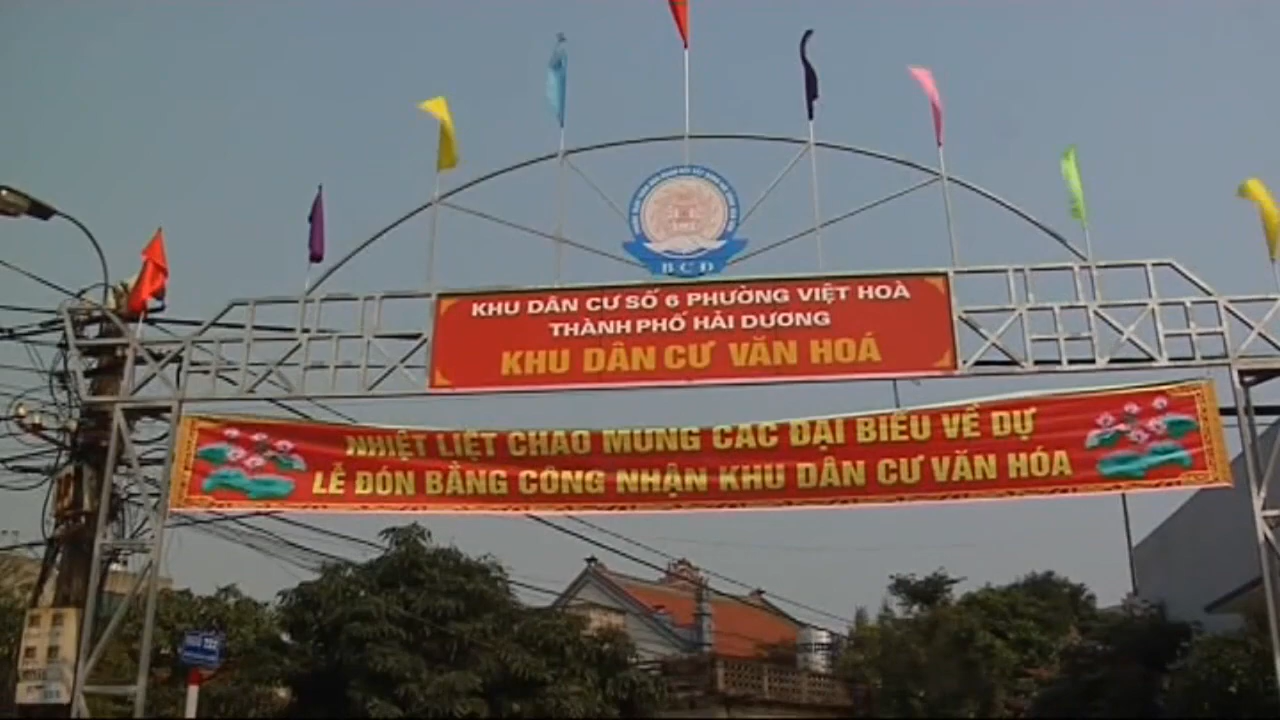 BCĐ
KHU DÂN CƯ SỐ 6 PHƯỜNG VIỆT HOÀ
THÀNH PHỐ HẢI DƯƠNG
KHU DÂN CƯ VĂN HOÁ
NHIỆT LIỆT CHÀO MỪNG CÁC ĐẠI BIỂU VỀ DỰ
LỄ ĐÓN BẰNG CÔNG NHẬN KHU DÂN CƯ VĂN HÓA